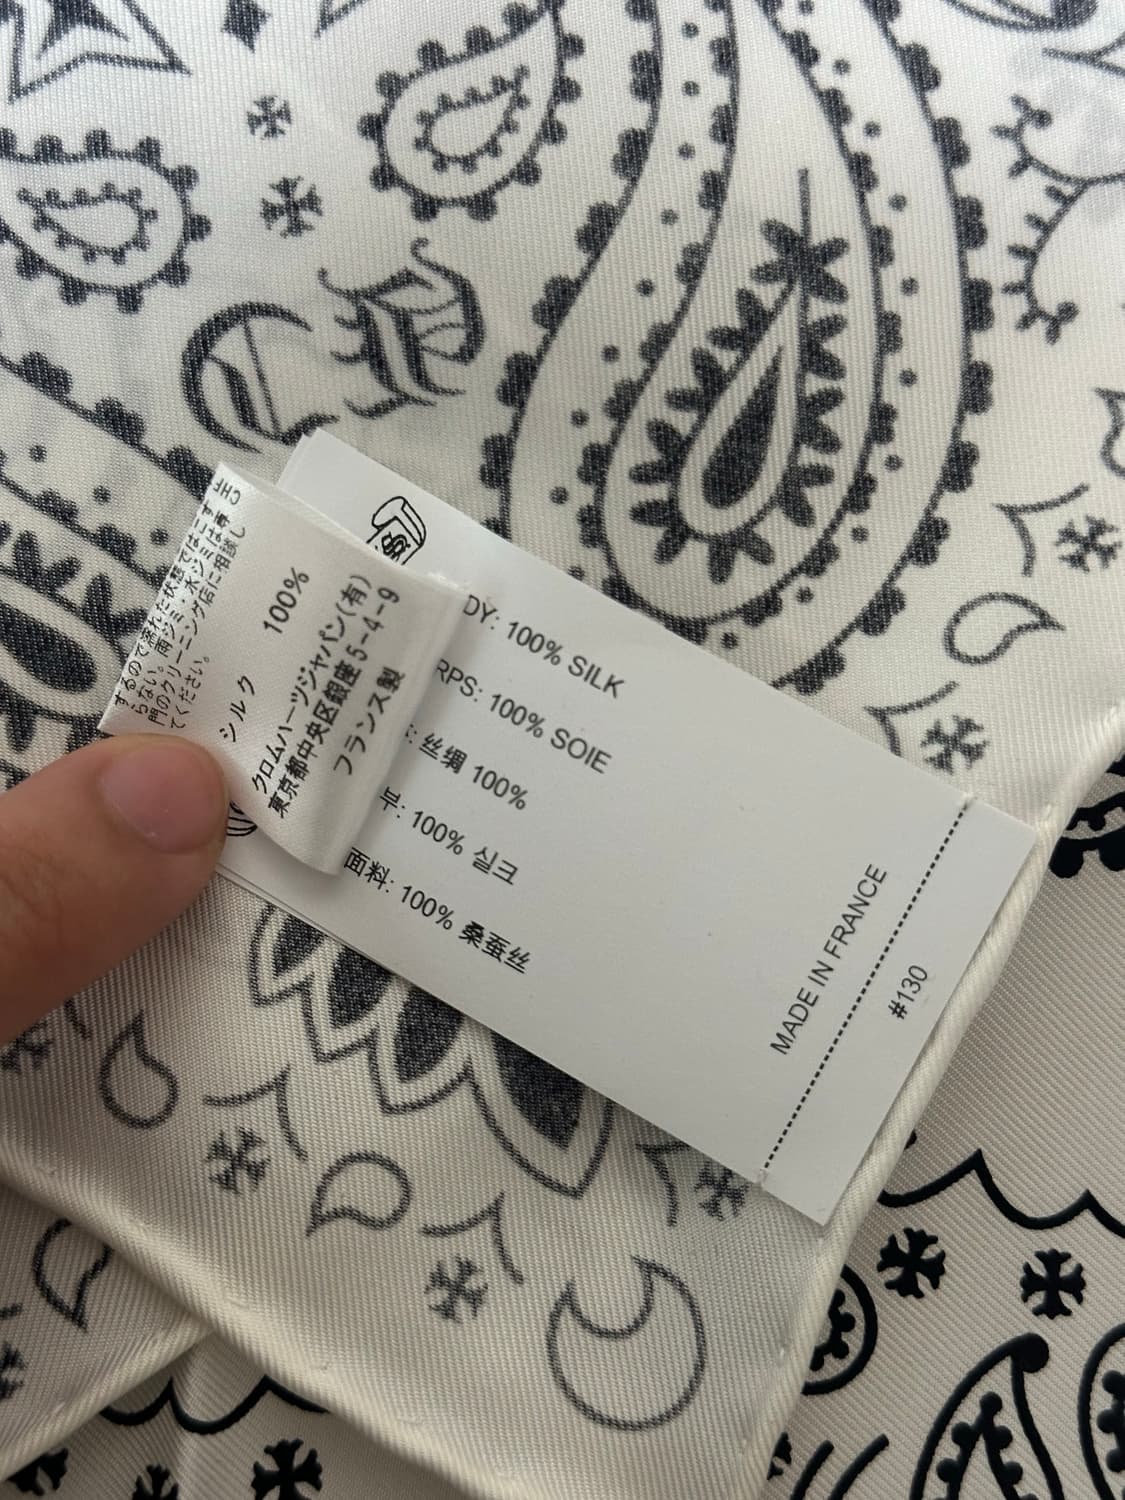 するので濡れた状態では
らない。雨ジミ、水ジミ
門のクリーニング店に相談し
てください。
シルク 100%
クロムハーツジャパン(有)
東京都中央区銀座5-4-9
フランス製
DY: 100% SILK
RPS: 100% SOIE
: 丝绸 100%
: 100% 실크
面料: 100% 桑蚕丝
MADE IN FRANCE
#130